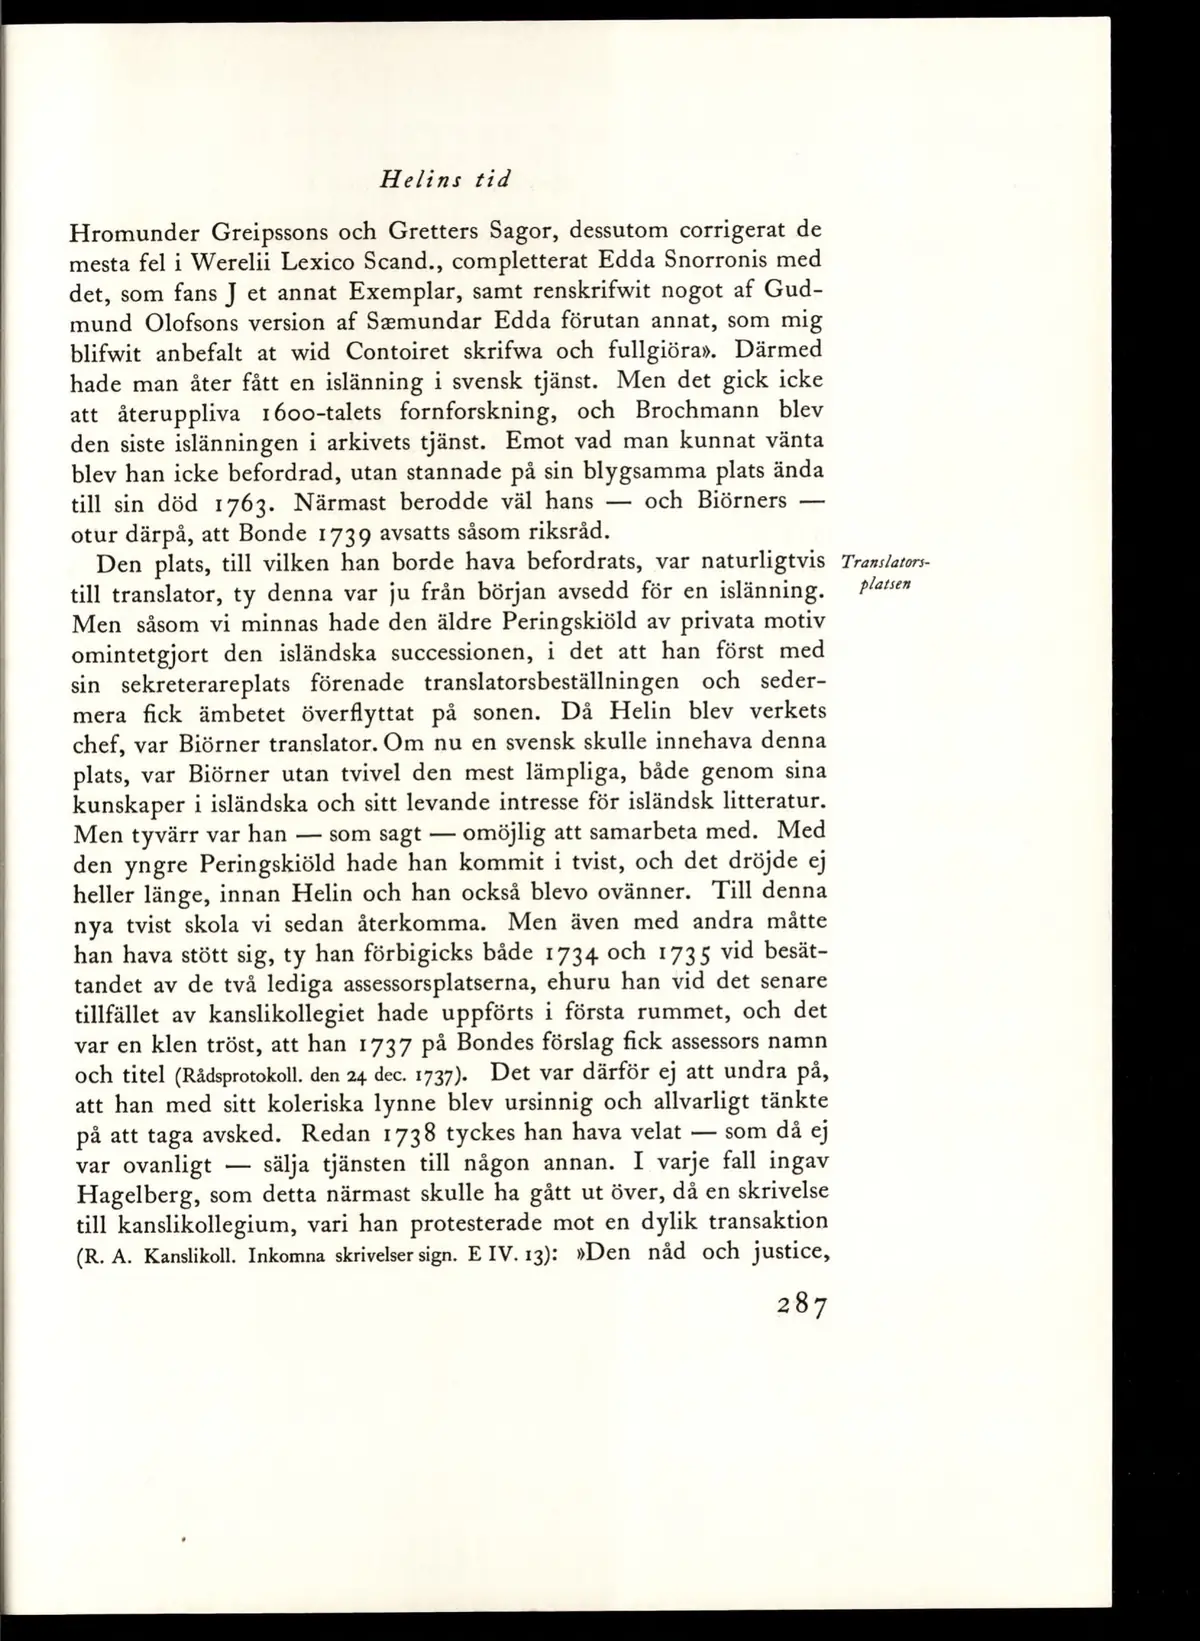 Helins tid
Hromunder Greipssons och Gretters Sagor, dessutom corrigerat de
mesta fel i Werelii Lexico Scand., completterat Edda Snorronis med
det, som fans J et annat Exemplar, samt renskrifwit nogot af Gud-
mund Olofsons version af Sæmundar Edda förutan annat, som mig
blifwit anbefalt at wid Contoiret skrifwa och fullgiöra». Därmed
hade man åter fått en islänning i svensk tjänst. Men det gick icke
att återuppliva 1600-talets fornforskning, och Brochmann blev
den siste islänningen i arkivets tjänst. Emot vad man kunnat vänta
blev han icke befordrad, utan stannade på sin blygsamma plats ända
till sin död 1763. Närmast berodde väl hans — och Biörners —
otur därpå, att Bonde 1739 avsatts såsom riksråd.
Den plats, till vilken han borde hava befordrats, var naturligtvis
till translator, ty denna var ju från början avsedd för en islänning.
Translators-
platsen
Men såsom vi minnas hade den äldre Peringskiöld av privata motiv
omintetgjort den isländska successionen, i det att han först med
sin sekreterareplats förenade translatorsbeställningen och seder-
mera fick ämbetet överflyttat på sonen. Då Helin blev verkets
chef, var Biörner translator. Om nu en svensk skulle innehava denna
plats, var Biörner utan tvivel den mest lämpliga, både genom sina
kunskaper i isländska och sitt levande intresse för isländsk litteratur.
Men tyvärr var han — som sagt — omöjlig att samarbeta med. Med
den yngre Peringskiöld hade han kommit i tvist, och det dröjde ej
heller länge, innan Helin och han också blevo ovänner. Till denna
nya tvist skola vi sedan återkomma. Men även med andra måtte
han hava stött sig, ty han förbigicks både 1734 och 1735 vid besät-
tandet av de två lediga assessorsplatserna, ehuru han vid det senare
tillfället av kanslikollegiet hade uppförts i första rummet, och det
var en klen tröst, att han 1737 på Bondes förslag fick assessors namn
och titel (Rådsprotokoll. den 24 dec. 1737). Det var därför ej att undra på,
att han med sitt koleriska lynne blev ursinnig och allvarligt tänkte
på att taga avsked. Redan 1738 tyckes han hava velat — som då ej
var ovanligt — sälja tjänsten till någon annan. I varje fall ingav
Hagelberg, som detta närmast skulle ha gått ut över, då en skrivelse
till kanslikollegium, vari han protesterade mot en dylik transaktion
(R. A. Kanslikoll. Inkomna skrivelser sign. E IV. 13): »Den nåd och justice,
287